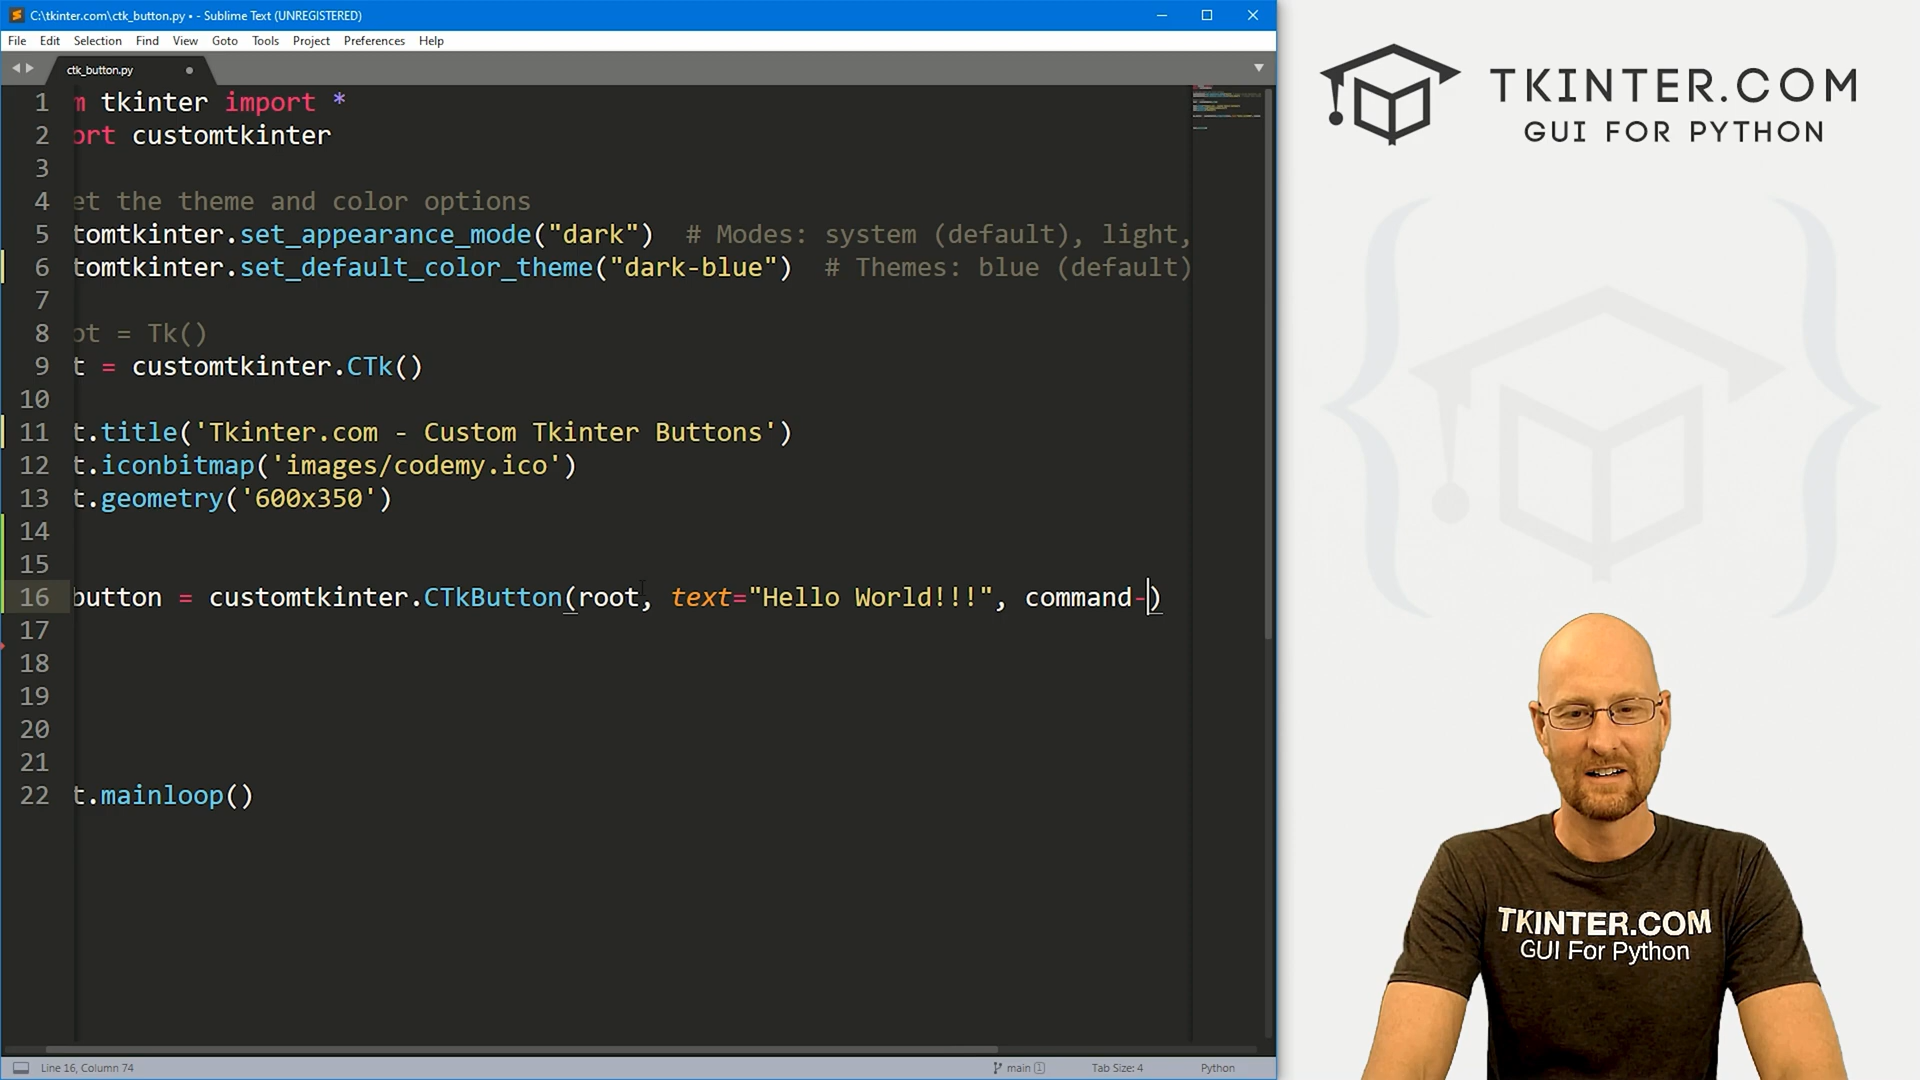 C:\tkinter.com\ctk_button.py • - Sublime Text (UNREGISTERED)
File Edit Selection Find View Goto Tools Project Preferences Help
ctk_button.py
1 m tkinter import *
2 ort customtkinter
3
4 et the theme and color options
5 tomtkinter.set_appearance_mode("dark")  # Modes: system (default), light,
6 tomtkinter.set_default_color_theme("dark-blue")  # Themes: blue (default)
7
8 ot = Tk()
9 t = customtkinter.CTk()
10
11 t.title('Tkinter.com - Custom Tkinter Buttons')
12 t.iconbitmap('images/codemy.ico')
13 t.geometry('600x350')
14
15
16 button = customtkinter.CTkButton(root, text="Hello World!!!", command-)
17
18
19
20
21
22 t.mainloop()
Line 16, Column 74
main 1
Tab Size: 4
Python
TKINTER.COM
GUI FOR PYTHON
TKINTER.COM
GUI For Python